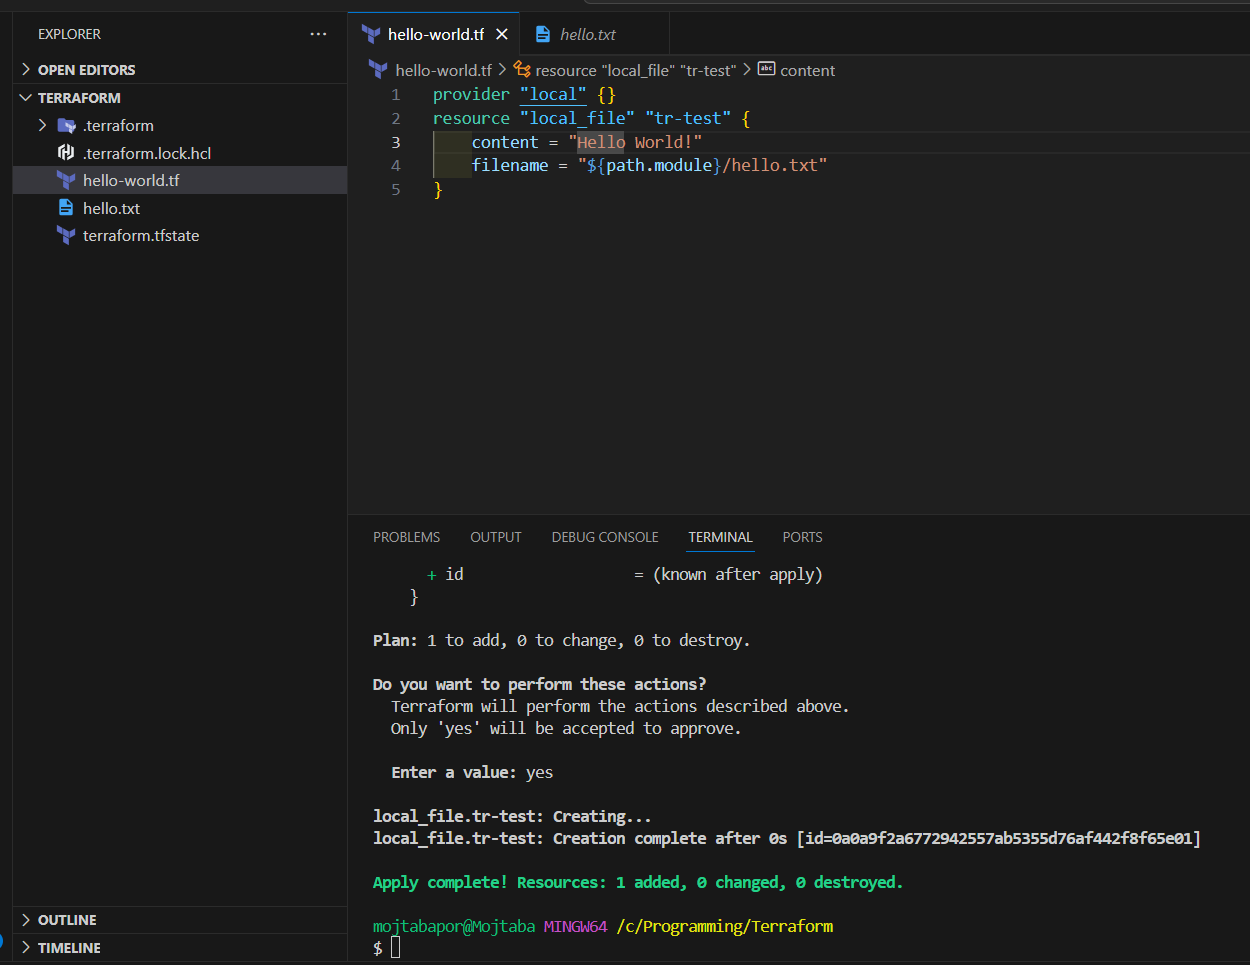 EXPLORER
OPEN EDITORS
TERRAFORM
.terraform
.terraform.lock.hcl
hello-world.tf
hello.txt
terraform.tfstate
OUTLINE
TIMELINE
hello-world.tf
hello.txt
hello-world.tf > resource "local_file" "tr-test" > abc content
1 provider "local" {}
2 resource "local_file" "tr-test" {
3     content = "Hello World!"
4     filename = "${path.module}/hello.txt"
5 }
PROBLEMS OUTPUT DEBUG CONSOLE TERMINAL PORTS
+ id = (known after apply)
}
Plan: 1 to add, 0 to change, 0 to destroy.
Do you want to perform these actions?
Terraform will perform the actions described above.
Only 'yes' will be accepted to approve.
Enter a value: yes
local_file.tr-test: Creating...
local_file.tr-test: Creation complete after 0s [id=0a0a9f2a6772942557ab5355d76af442f8f65e01]
Apply complete! Resources: 1 added, 0 changed, 0 destroyed.
mojtabapor@Mojtaba MINGW64 /c/Programming/Terraform
$